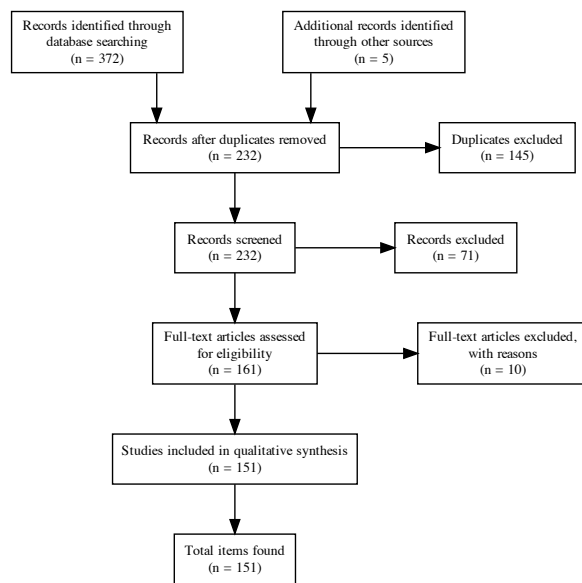 Records identified through
database searching
(n = 372)
Additional records identified
through other sources
(n = 5)
Records after duplicates removed
(n = 232)
Duplicates excluded
(n = 145)
Records screened
(n = 232)
Records excluded
(n = 71)
Full-text articles assessed
for eligibility
(n = 161)
Full-text articles excluded,
with reasons
(n = 10)
Studies included in qualitative synthesis
(n = 151)
Total items found
(n = 151)